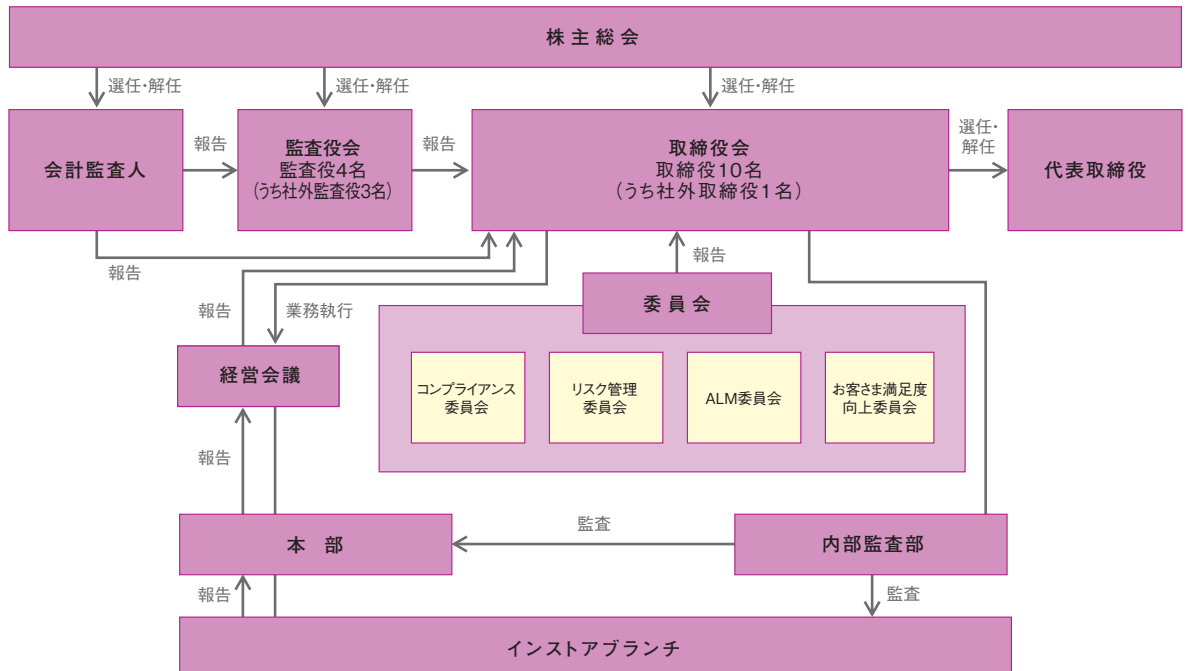 株主総会
選任・解任
選任・解任
選任・解任
会計監査人
報告
監査役会
監査役4名
(うち社外監査役3名)
報告
取締役会
取締役10名
(うち社外取締役1名)
選任・
解任
代表取締役
報告
報告
業務執行
報告
委員会
経営会議
コンプライアンス
委員会
リスク管理
委員会
ALM委員会
お客さま満足度
向上委員会
報告
本 部
監査
内部監査部
報告
監査
インストアブランチ